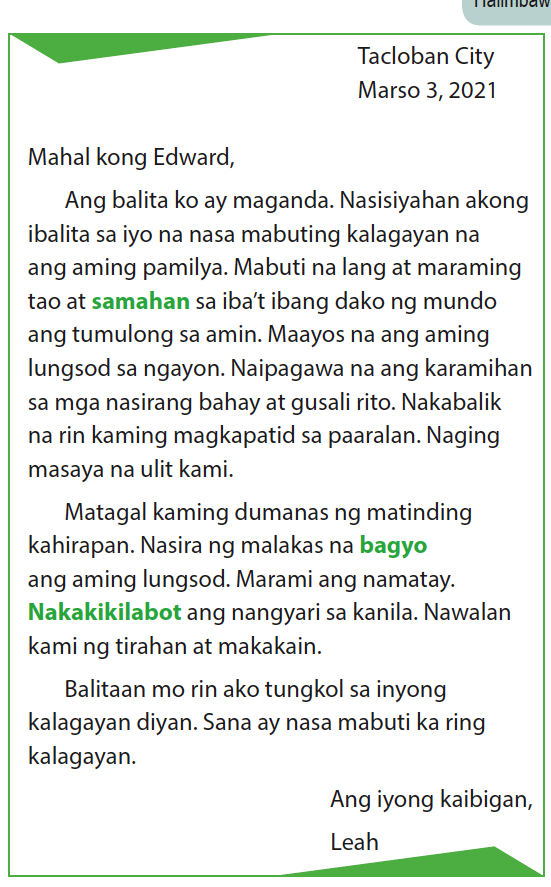 Tacloban City
Marso 3, 2021
Mahal kong Edward,
Ang balita ko ay maganda. Nasisiyahan akong
ibalita sa iyo na nasa mabuting kalagayan na
ang aming pamilya. Mabuti na lang at maraming
tao at samahan sa iba’t ibang dako ng mundo
ang tumulong sa amin. Maayos na ang aming
lungsod sa ngayon. Naipagawa na ang karamihan
sa mga nasirang bahay at gusali rito. Nakabalik
na rin kaming magkapatid sa paaralan. Naging
masaya na ulit kami.
Matagal kaming dumanas ng matinding
kahirapan. Nasira ng malakas na bagyo
ang aming lungsod. Marami ang namatay.
Nakakikilabot ang nangyari sa kanila. Nawalan
kami ng tirahan at makakain.
Balitaan mo rin ako tungkol sa inyong
kalagayan diyan. Sana ay nasa mabuti ka ring
kalagayan.
Ang iyong kaibigan,
Leah